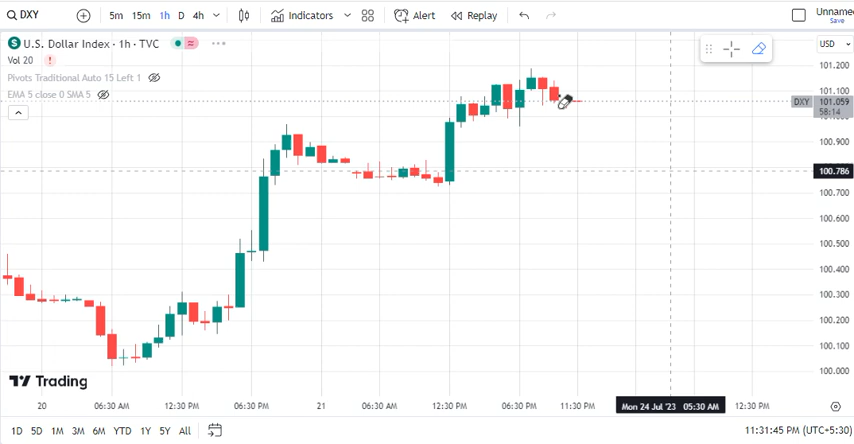 DXY
5m 15m 1h D 4h Indicators Alert Replay Unname
Save
S U.S. Dollar Index · 1h · TVC
Vol 20 !
Pivots Traditional Auto 15 Left 1
EMA 5 close 0 SMA 5
USD
101.200
101.100
DXY 101.059
58:14
100.900
100.786
100.700
100.600
100.500
100.400
100.300
100.200
100.100
100.000
Trading
20 06:30 AM 12:30 PM 06:30 PM 21 06:30 AM 12:30 PM 06:30 PM 11:30 PM Mon 24 Jul '23 05:30 AM 12:30 PM
1D 5D 1M 3M 6M YTD 1Y 5Y All 11:31:45 PM (UTC+5:30)